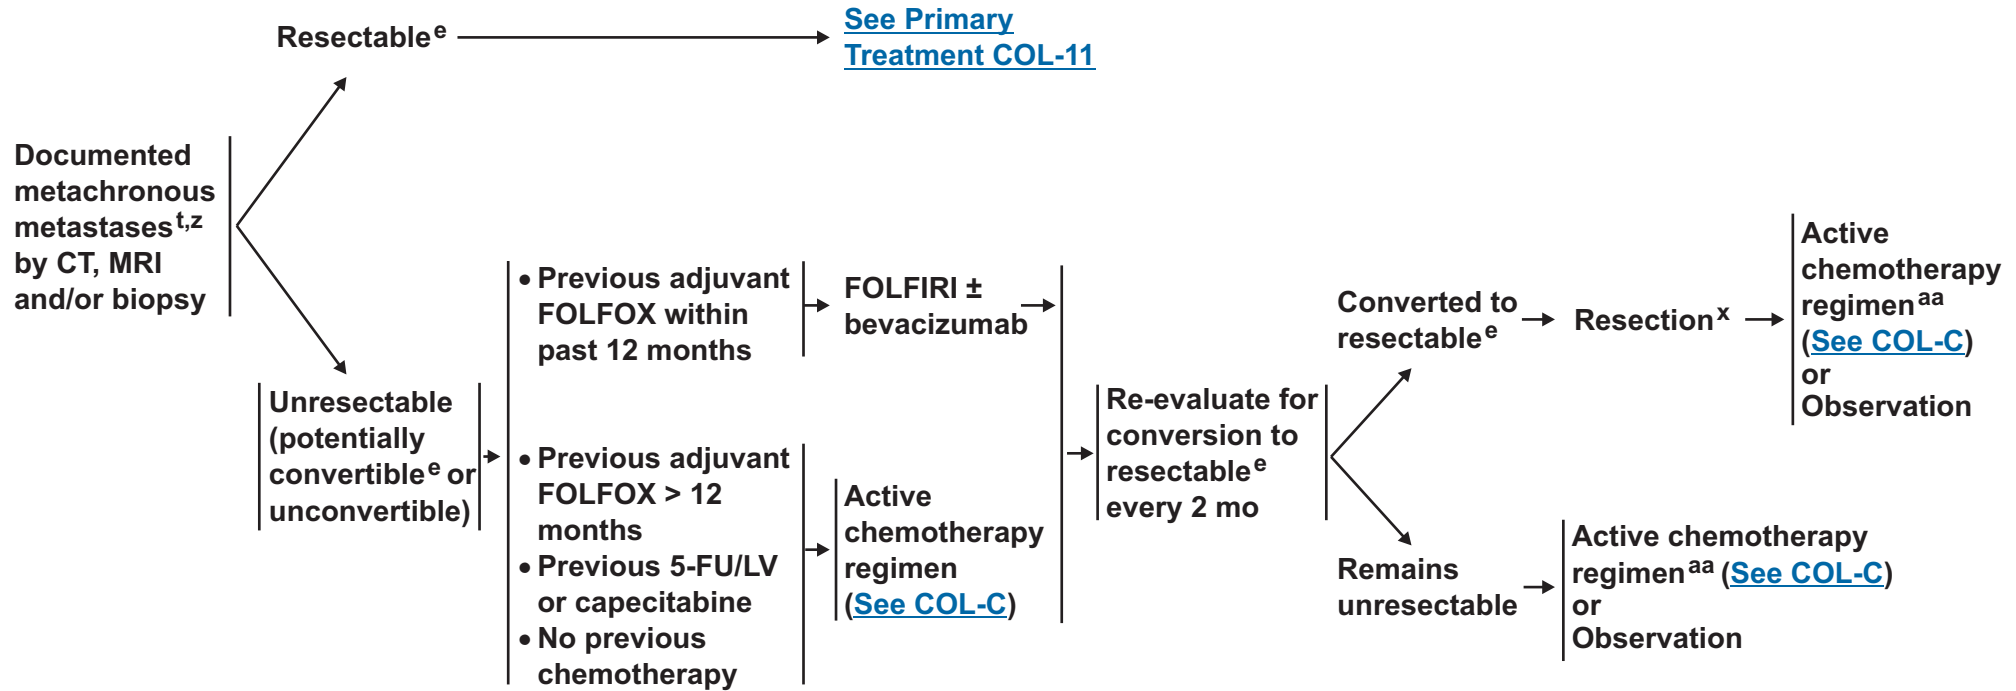 Resectable e
See Primary
Treatment COL-11
Documented
metachronous
metastases t,z
by CT, MRI
and/or biopsy
Unresectable
(potentially
convertible e or
unconvertible)
• Previous adjuvant
FOLFOX within
past 12 months
FOLFIRI ±
bevacizumab
• Previous adjuvant
FOLFOX > 12
months
• Previous 5-FU/LV
or capecitabine
• No previous
chemotherapy
Active
chemotherapy
regimen
(See COL-C)
Re-evaluate for
conversion to
resectable e
every 2 mo
Converted to
resectable e
Resection x
Active
chemotherapy
regimen aa
(See COL-C)
or
Observation
Remains
unresectable
Active chemotherapy
regimen aa (See COL-C)
or
Observation